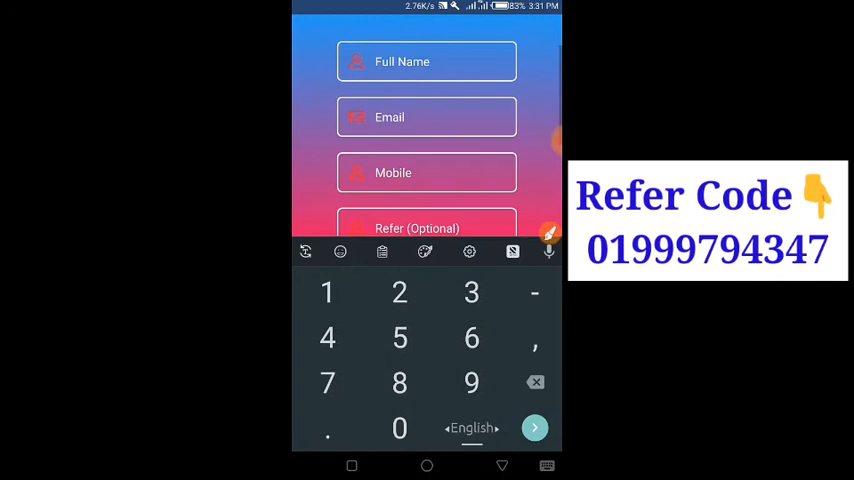 2.76K/s 83% 3:31 PM
Full Name
Email
Mobile
Refer (Optional)
Refer Code👇
01999794347
1 2 3 -
4 5 6 ,
7 8 9
. 0 English